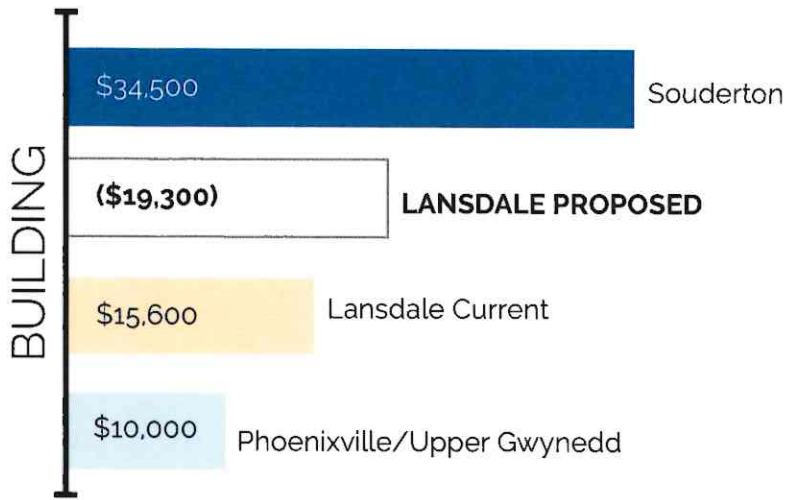 BUILDING
$34,500
Souderton
($19,300)
LANSDALE PROPOSED
$15,600
Lansdale Current
$10,000
Phoenixville/Upper Gwynedd